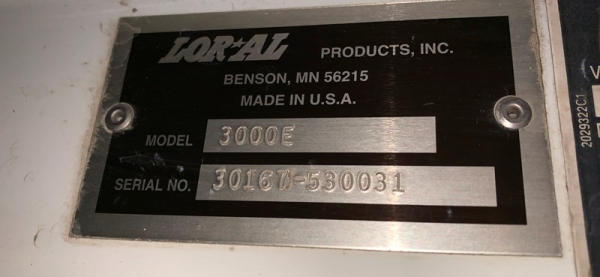 LOR★AL PRODUCTS, INC.
BENSON, MN 56215
MADE IN U.S.A.
MODEL 3000E
SERIAL NO.
2029322C1